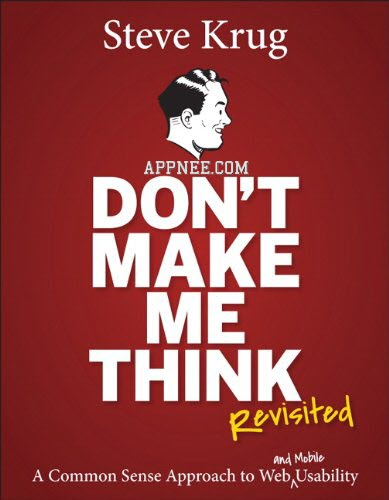 Steve Krug
APPNEE.COM
DON'T
MAKE
ME
THINK
Revisited
and Mobile
A Common Sense Approach to Web Usability